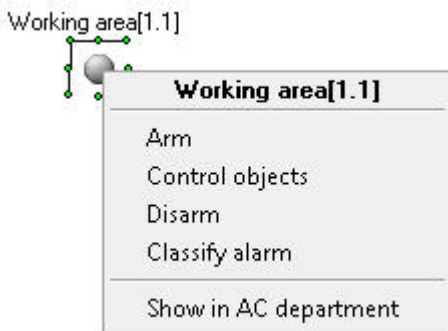 Working area[1.1]
Working area[1.1]
Arm
Control objects
Disarm
Classify alarm
Show in AC department